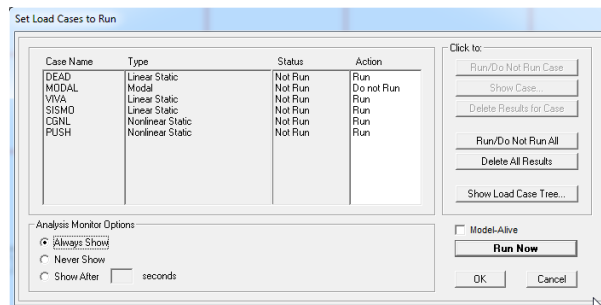 Set Load Cases to Run
Click to:
Case Name Type Status Action
DEAD Linear Static Not Run Run
MODAL Modal Not Run Do not Run
VIVA Linear Static Not Run Run
SISMO Linear Static Not Run Run
CGNL Nonlinear Static Not Run Run
PUSH Nonlinear Static Not Run Run
Run/Do Not Run Case
Show Case...
Delete Results for Case
Run/Do Not Run All
Delete All Results
Show Load Case Tree...
Analysis Monitor Options
Always Show
Never Show
Show After seconds
Model-Alive
Run Now
OK Cancel